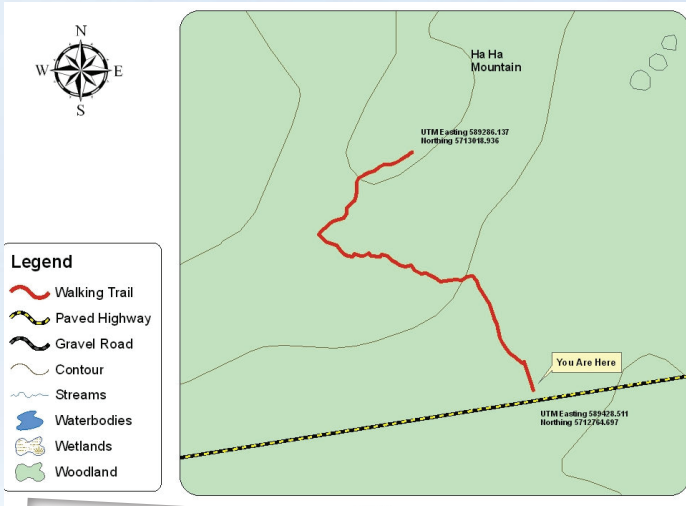 N
W E
S
Ha Ha
Mountain
UTM Easting 589286.137
Northing 5713018.936
Legend
Walking Trail
Paved Highway
Gravel Road
Contour
Streams
Waterbodies
Wetlands
Woodland
You Are Here
UTM Easting 589428.511
Northing 5712764.697